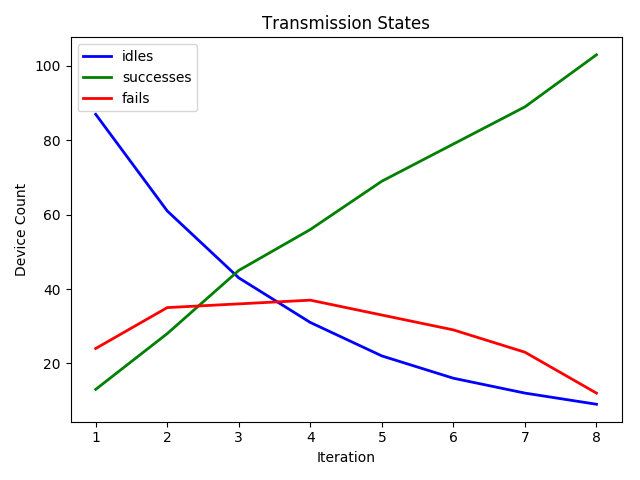 Transmission States
idles
successes
fails
100
80
60
40
20
Device Count
1 2 3 4 5 6 7 8
Iteration